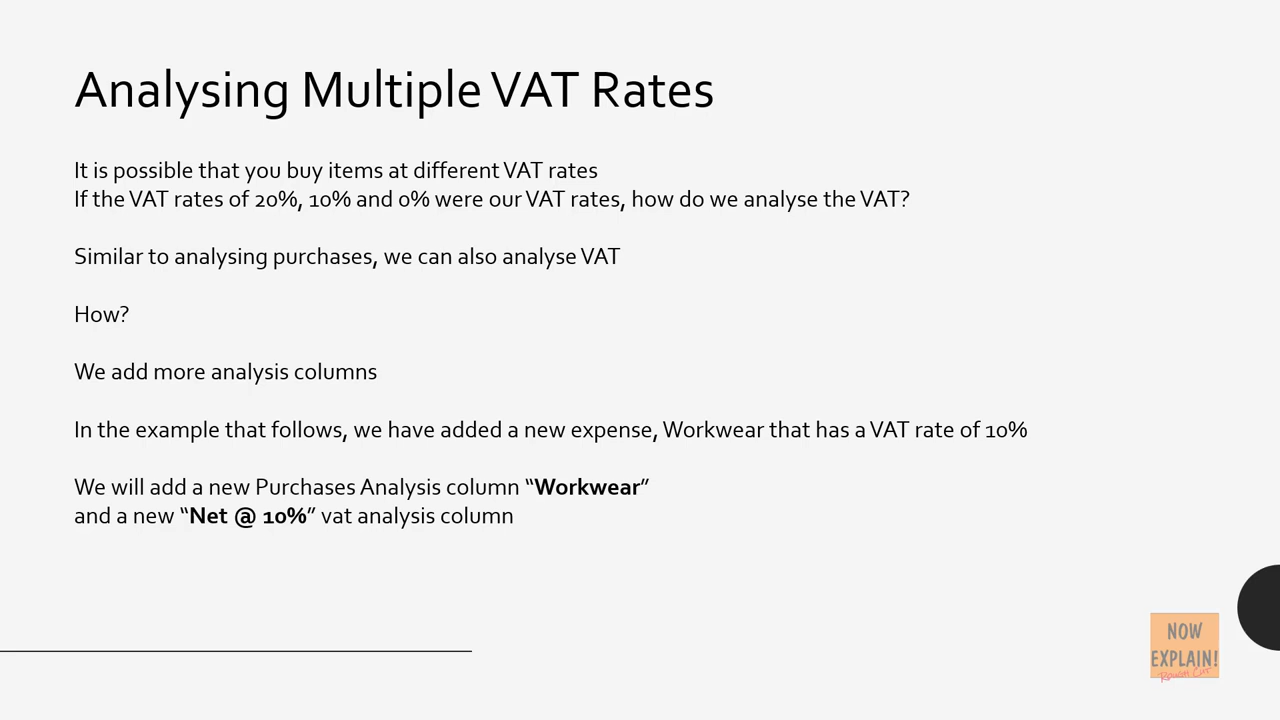 Analysing Multiple VAT Rates
It is possible that you buy items at different VAT rates
If the VAT rates of 20%, 10% and 0% were our VAT rates, how do we analyse the VAT?
Similar to analysing purchases, we can also analyse VAT
How?
We add more analysis columns
In the example that follows, we have added a new expense, Workwear that has a VAT rate of 10%
We will add a new Purchases Analysis column “Workwear”
and a new “Net @ 10%” vat analysis column
NOW
EXPLAIN!
Rough Cut